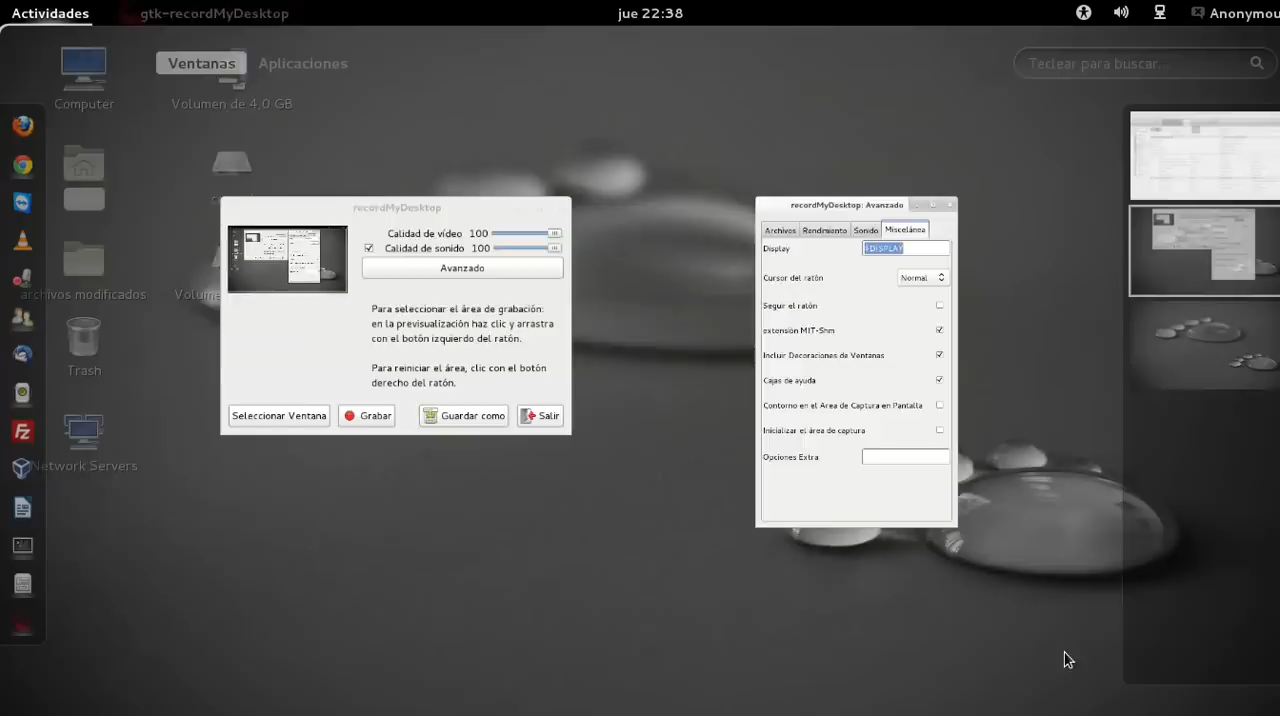 Actividades
gtk-recordMyDesktop
jue 22:38
Anonymou
Ventanas
Aplicaciones
Teclear para buscar...
Computer
Volumen de 4,0 GB
archivos modificados
Volume
Trash
Network Servers
recordMyDesktop
Calidad de vídeo 100
Calidad de sonido 100
Avanzado
Para seleccionar el área de grabación:
en la previsualización haz clic y arrastra
con el botón izquierdo del ratón.
Para reiniciar el área, clic con el botón
derecho del ratón.
Seleccionar Ventana
Grabar
Guardar como
Salir
recordMyDesktop: Avanzado
Archivos
Rendimiento
Sonido
Miscelánea
Display
$DISPLAY
Cursor del ratón
Normal
Seguir el ratón
extensión MIT-Shm
Incluir Decoraciones de Ventanas
Cajas de ayuda
Contorno en el Area de Captura en Pantalla
Inicializar el área de captura
Opciones Extra